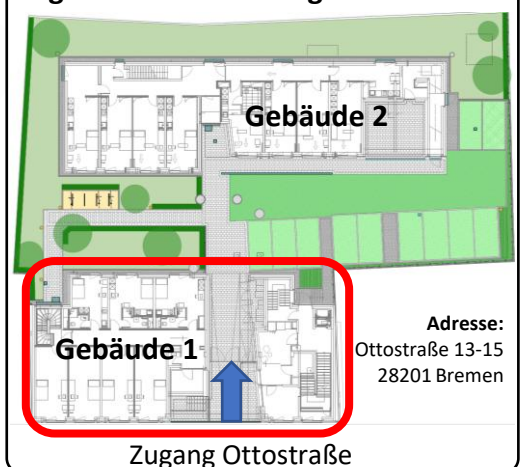 Gebäude 2
Gebäude 1
Adresse:
Ottostraße 13-15
28201 Bremen
Zugang Ottostraße